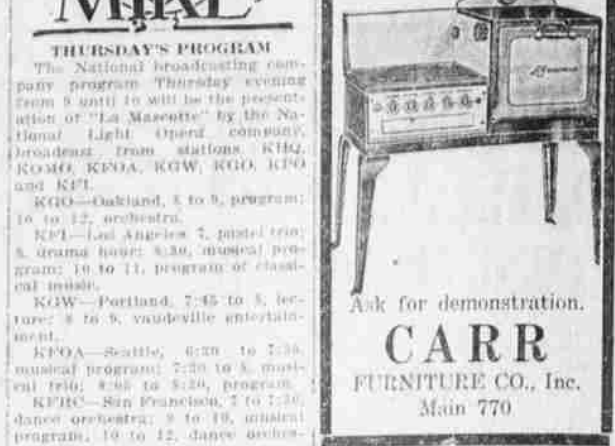 THURSDAY'S PROGRAM
The National broadcasting com-
pany program Thursday evening
from 9 until 10 will be the present-
ation of "La Mascotte" by the Na-
tional Light Opera company,
broadcast from stations KHQ,
KOMO, KFOA, KGW, KGO, KPO
and KFI.
KGO—Oakland, 8 to 9, program;
10 to 12, orchestra.
KFI—Los Angeles 7, trio;
8, drama hour; 8:30, musical pro-
gram; 10 to 11, program of classi-
cal music.
KGW—Portland, 7:45 to 8, lec-
ture; 8 to 9, vaudeville entertain-
ment.
KFOA—Seattle, 6:30 to 7:30,
musical program; 7:30 to 8, musi-
cal trio; 8:05 to 8:30, program.
KFRC—San Francisco, 7 to 7:30,
dance orchestra; 9 to 10, musical
program, 10 to 12, dance orches-
Ask for demonstration.
CARR
FURNITURE CO., Inc.
Main 770